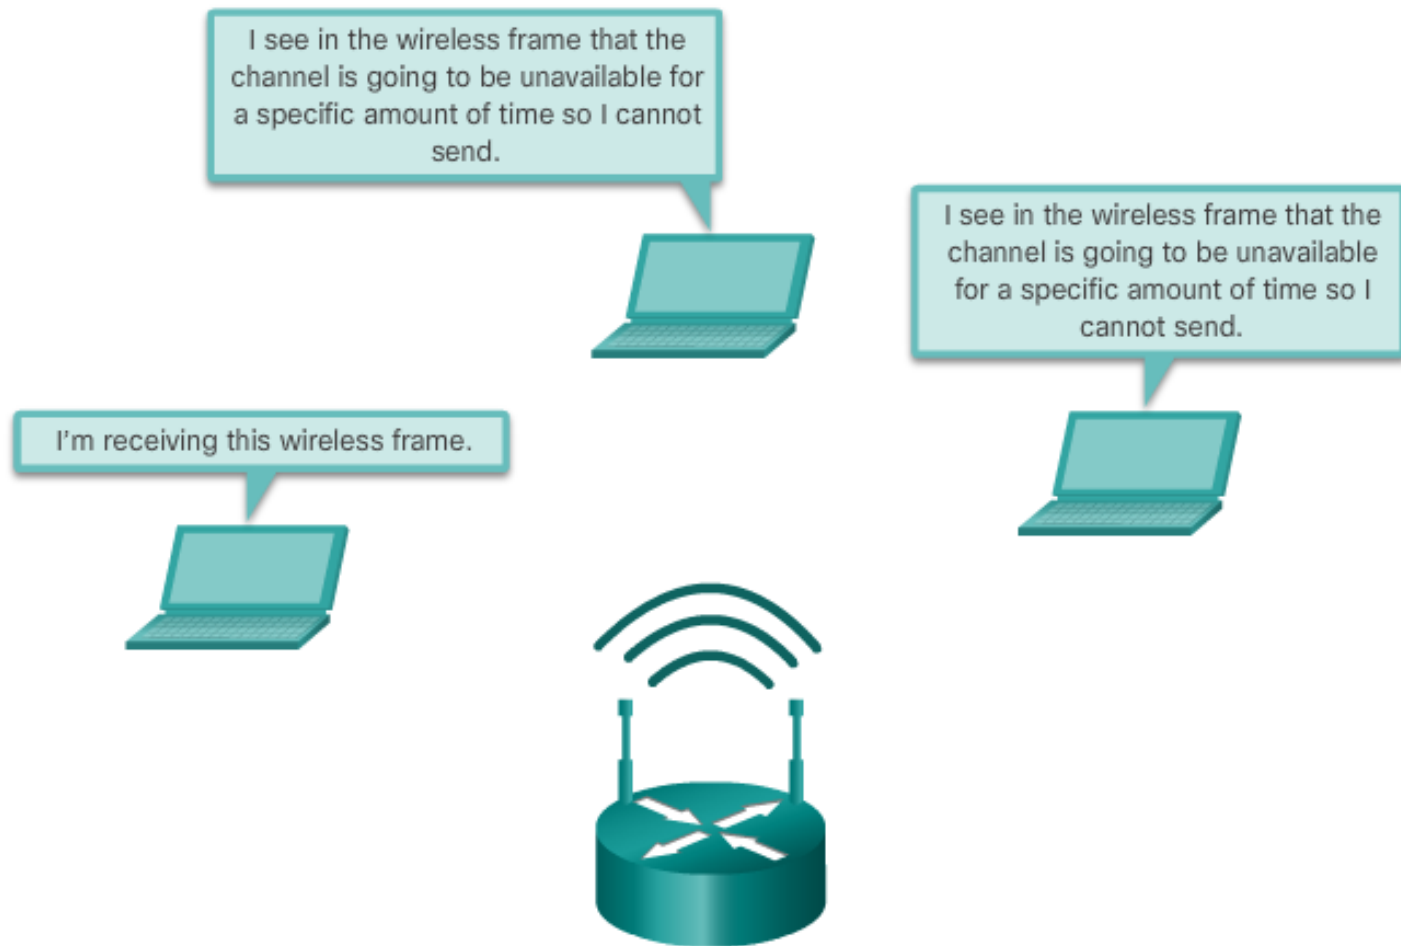 I see in the wireless frame that the
channel is going to be unavailable for
a specific amount of time so I cannot
send.
I see in the wireless frame that the
channel is going to be unavailable
for a specific amount of time so I
cannot send.
I'm receiving this wireless frame.